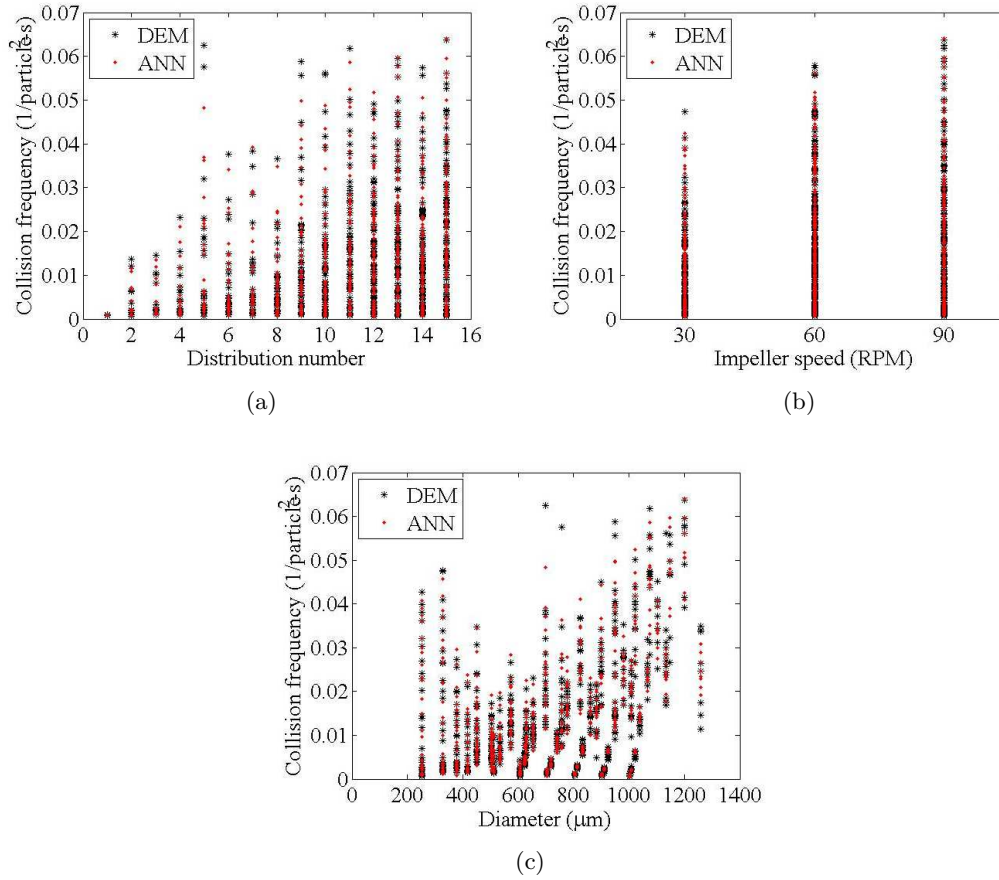 Collision frequency (1/particle²·s)
0.07
0.06
0.05
0.04
0.03
0.02
0.01
0
DEM
ANN
0 2 4 6 8 10 12 14 16
Distribution number
(a)
Collision frequency (1/particle²·s)
0.07
0.06
0.05
0.04
0.03
0.02
0.01
0
DEM
ANN
30 60 90
Impeller speed (RPM)
(b)
Collision frequency (1/particle²·s)
0.07
0.06
0.05
0.04
0.03
0.02
0.01
0
DEM
ANN
0 200 400 600 800 1000 1200 1400
Diameter (μm)
(c)